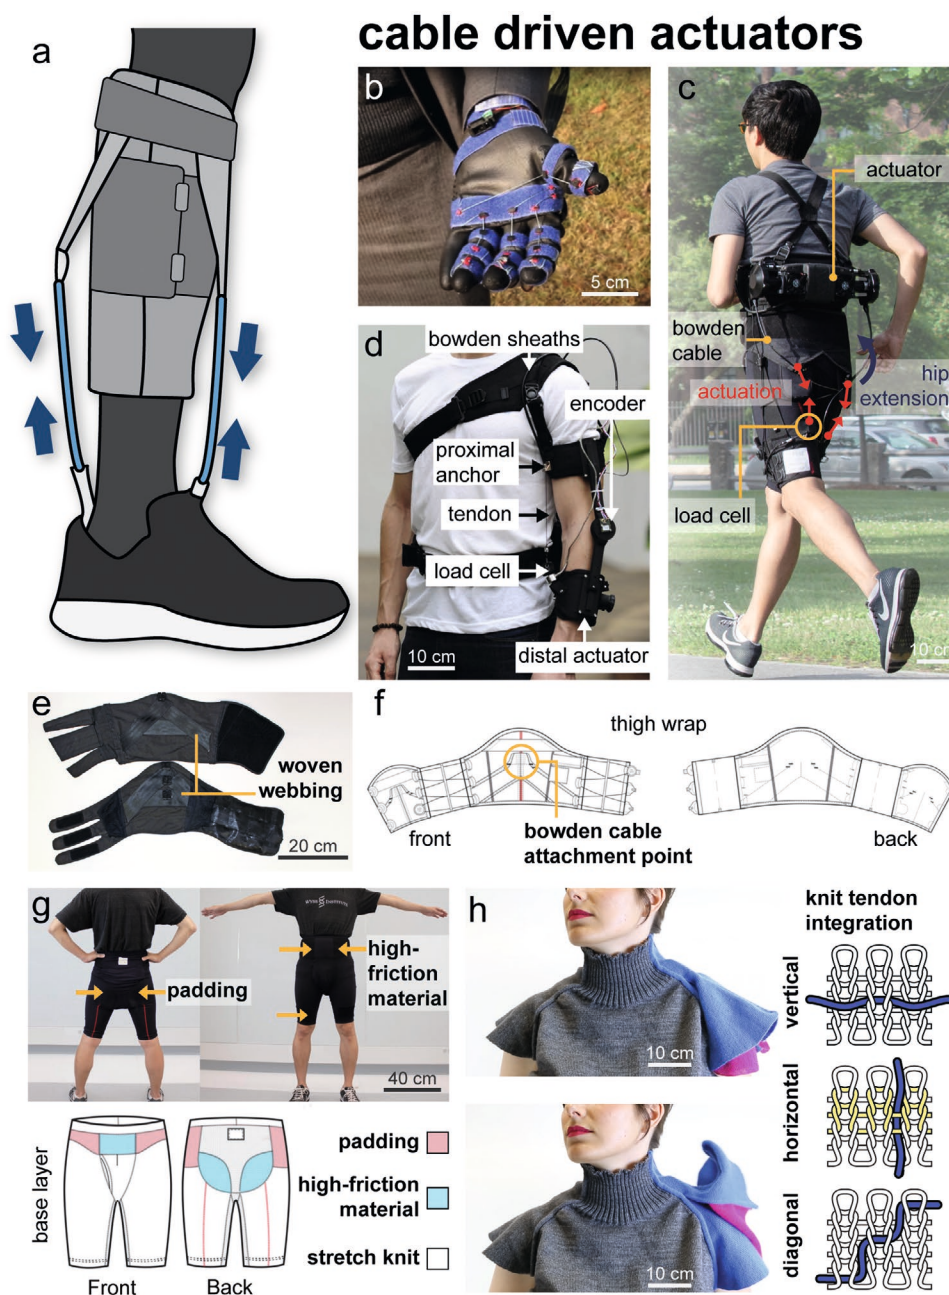 cable driven actuators
a
b
5 cm
c
actuator
bowden
cable
actuation
hip
extension
load cell
10 cm
d
bowden sheaths
encoder
proximal
anchor
tendon
load cell
10 cm
distal actuator
e
woven
webbing
20 cm
f
thigh wrap
front
back
bowden cable
attachment point
g
padding
high-
friction
material
40 cm
base layer
padding
high-friction
material
stretch knit
Front
Back
h
10 cm
10 cm
knit tendon
integration
vertical
horizontal
diagonal